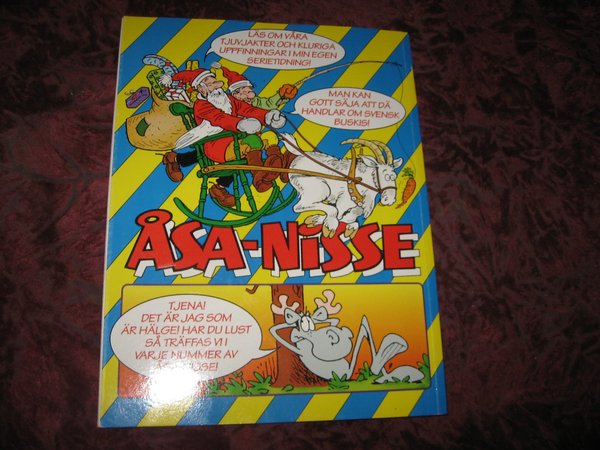 LÄS OM VÅRA
TJUVJAKTER OCH KLURIGA
UPPFINNINGAR I MIN EGEN
SERIETIDNING!
MAN KAN
GOTT SÄJA ATT DÄ
HANDLAR OM SVENSK
BUSKIS!
ÅSA-NISSE
TJENA!
DET ÄR JAG SOM
ÄR HÄLGE! HAR DU LUST
SÅ TRÄFFAS VI I
VARJE NUMMER AV